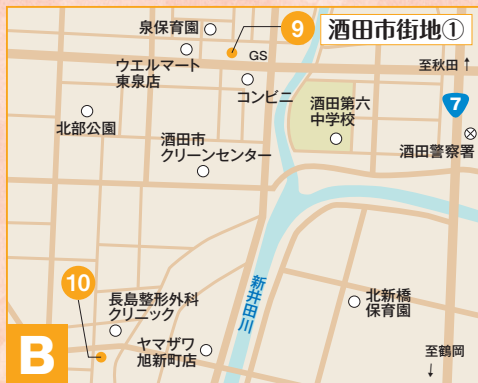 泉保育園
9
酒田市街地①
ウエルマート
東泉店
GS
至秋田↑
コンビニ
7
北部公園
酒田第六
中学校
酒田市
クリーンセンター
酒田警察署
10
長島整形外科
クリニック
新井田川
北新橋
保育園
B
ヤマザワ
旭新町店
至鶴岡
↓